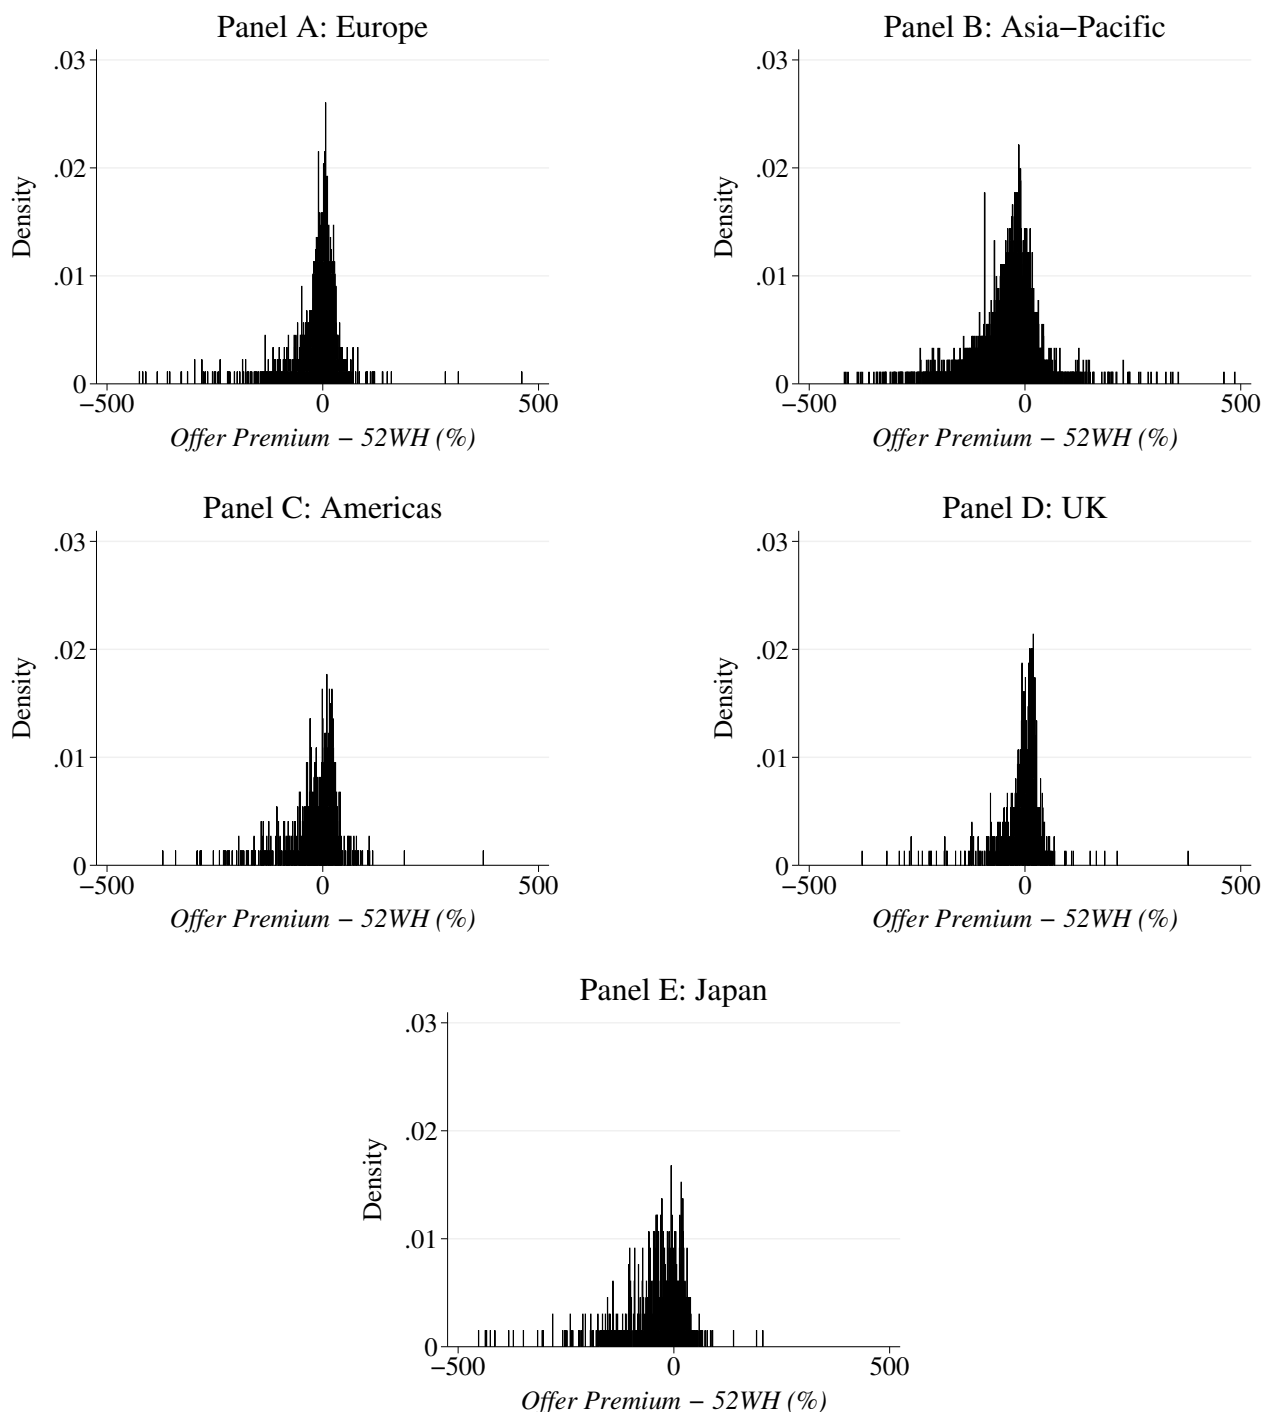 Panel A: Europe
.03
.02
.01
0
Density
−500
0
500
Offer Premium − 52WH (%)
Panel B: Asia−Pacific
.03
.02
.01
0
Density
−500
0
500
Offer Premium − 52WH (%)
Panel C: Americas
.03
.02
.01
0
Density
−500
0
500
Offer Premium − 52WH (%)
Panel D: UK
.03
.02
.01
0
Density
−500
0
500
Offer Premium − 52WH (%)
Panel E: Japan
.03
.02
.01
0
Density
−500
0
500
Offer Premium − 52WH (%)